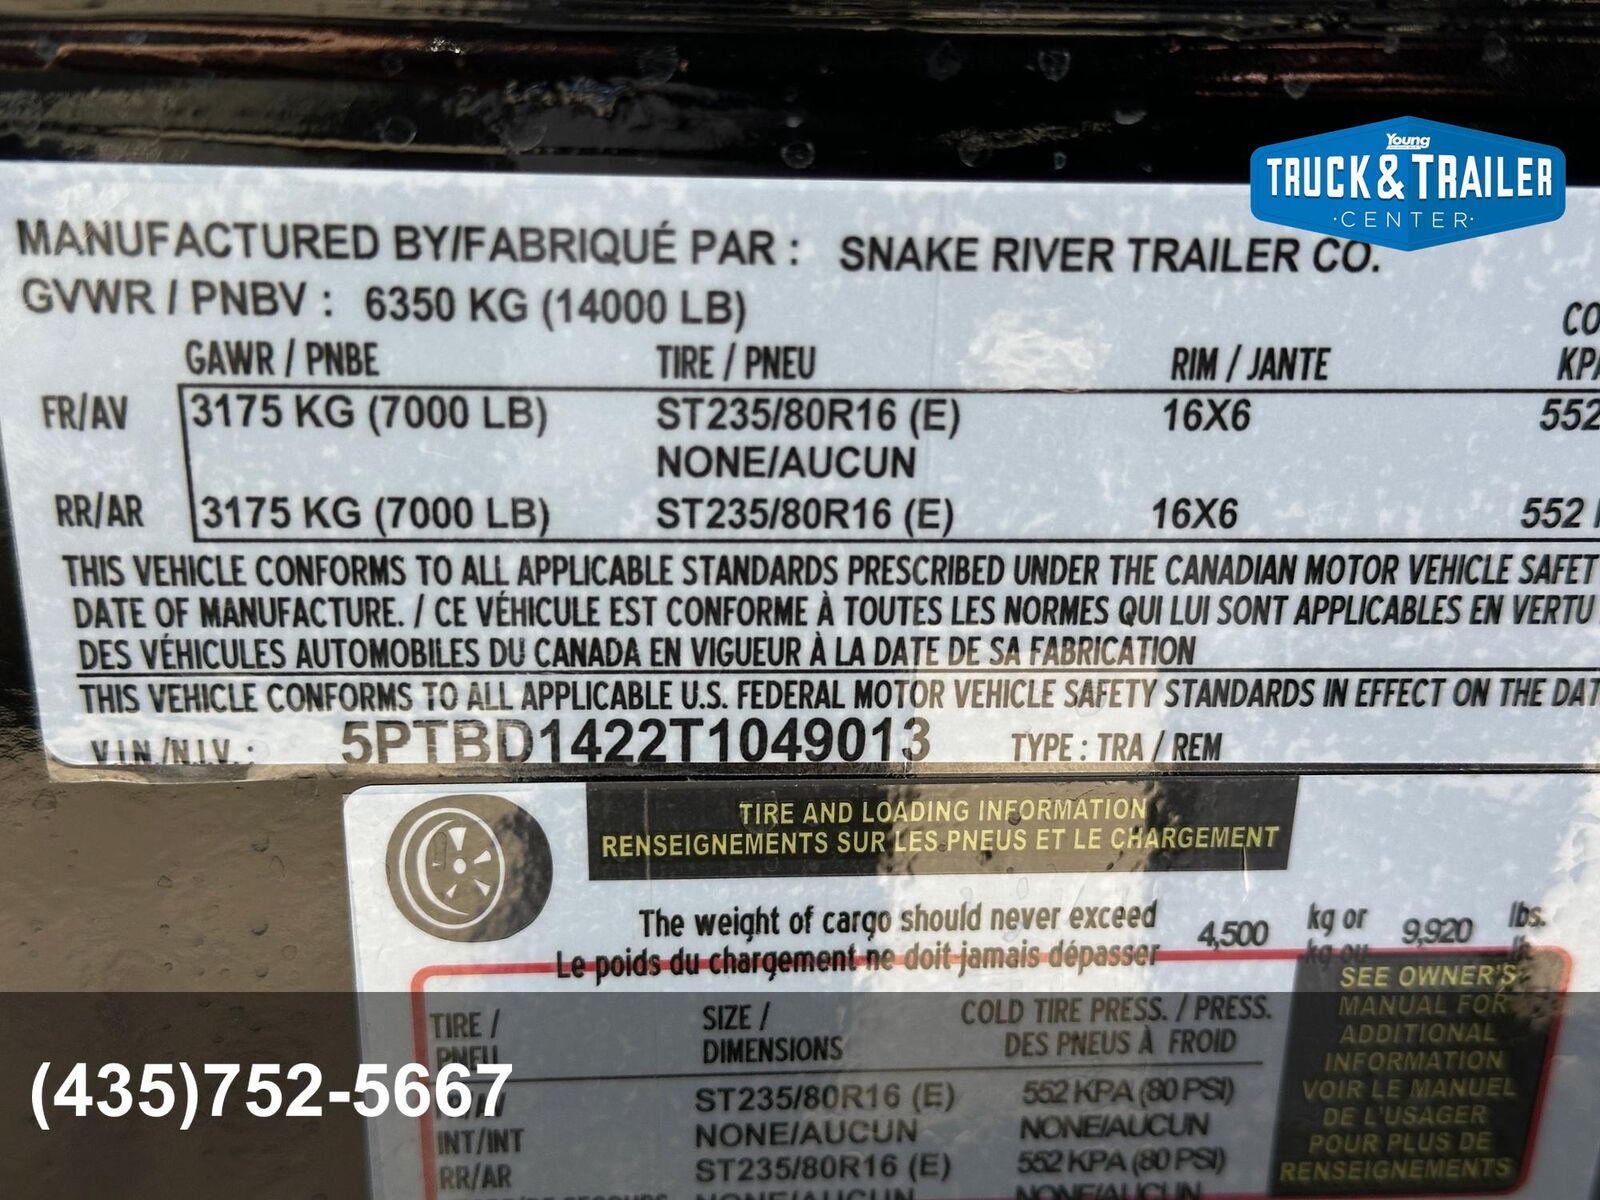 Young
TRUCK & TRAILER
·CENTER·
MANUFACTURED BY/FABRIQUÉ PAR : SNAKE RIVER TRAILER CO.
GVWR / PNBV : 6350 KG (14000 LB)
GAWR / PNBE TIRE / PNEU RIM / JANTE
FR/AV 3175 KG (7000 LB) ST235/80R16 (E) 16X6 552
NONE/AUCUN
RR/AR 3175 KG (7000 LB) ST235/80R16 (E) 16X6 552
THIS VEHICLE CONFORMS TO ALL APPLICABLE STANDARDS PRESCRIBED UNDER THE CANADIAN MOTOR VEHICLE SAFET
DATE OF MANUFACTURE. / CE VÉHICULE EST CONFORME À TOUTES LES NORMES QUI LUI SONT APPLICABLES EN VERTU
DES VÉHICULES AUTOMOBILES DU CANADA EN VIGUEUR À LA DATE DE SA FABRICATION
THIS VEHICLE CONFORMS TO ALL APPLICABLE U.S. FEDERAL MOTOR VEHICLE SAFETY STANDARDS IN EFFECT ON THE DAT
V.I.N./N.I.V. : 5PTBD1422T1049013 TYPE : TRA / REM
TIRE AND LOADING INFORMATION
RENSEIGNEMENTS SUR LES PNEUS ET LE CHARGEMENT
The weight of cargo should never exceed 4,500 kg or 9,920 lbs.
Le poids du chargement ne doit jamais dépasser kg ou
TIRE / SIZE / COLD TIRE PRESS. / PRESS.
PNEU DIMENSIONS DES PNEUS À FROID
ST235/80R16 (E) 552 KPA (80 PSI)
INT/INT NONE/AUCUN NONE/AUCUN
RR/AR ST235/80R16 (E) 552 KPA (80 PSI)
NONE/AUCUN
SEE OWNER'S
MANUAL FOR
ADDITIONAL
INFORMATION
VOIR LE MANUEL
DE L'USAGER
POUR PLUS DE
RENSEIGNEMENTS
(435)752-5667